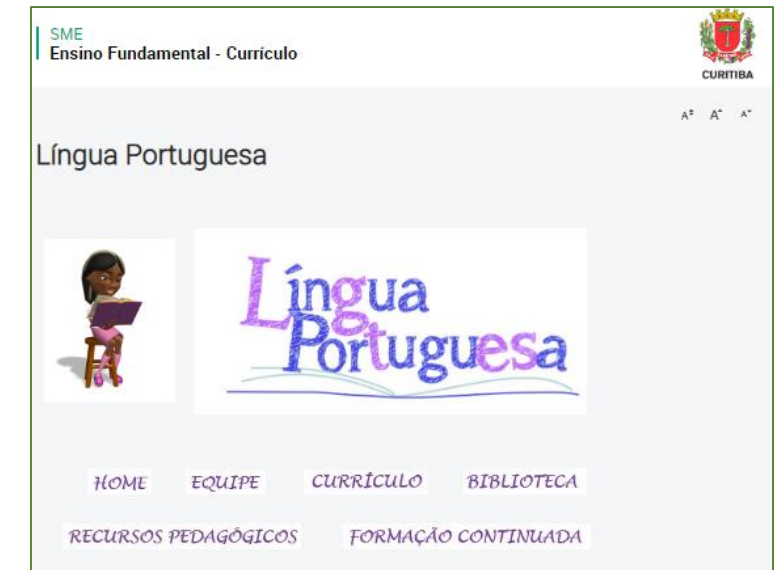 SME
Ensino Fundamental - Currículo
CURITIBA
A+ A- A-
Língua Portuguesa
Língua
Portuguesa
HOME EQUIPE CURRÍCULO BIBLIOTECA
RECURSOS PEDAGÓGICOS FORMAÇÃO CONTINUADA